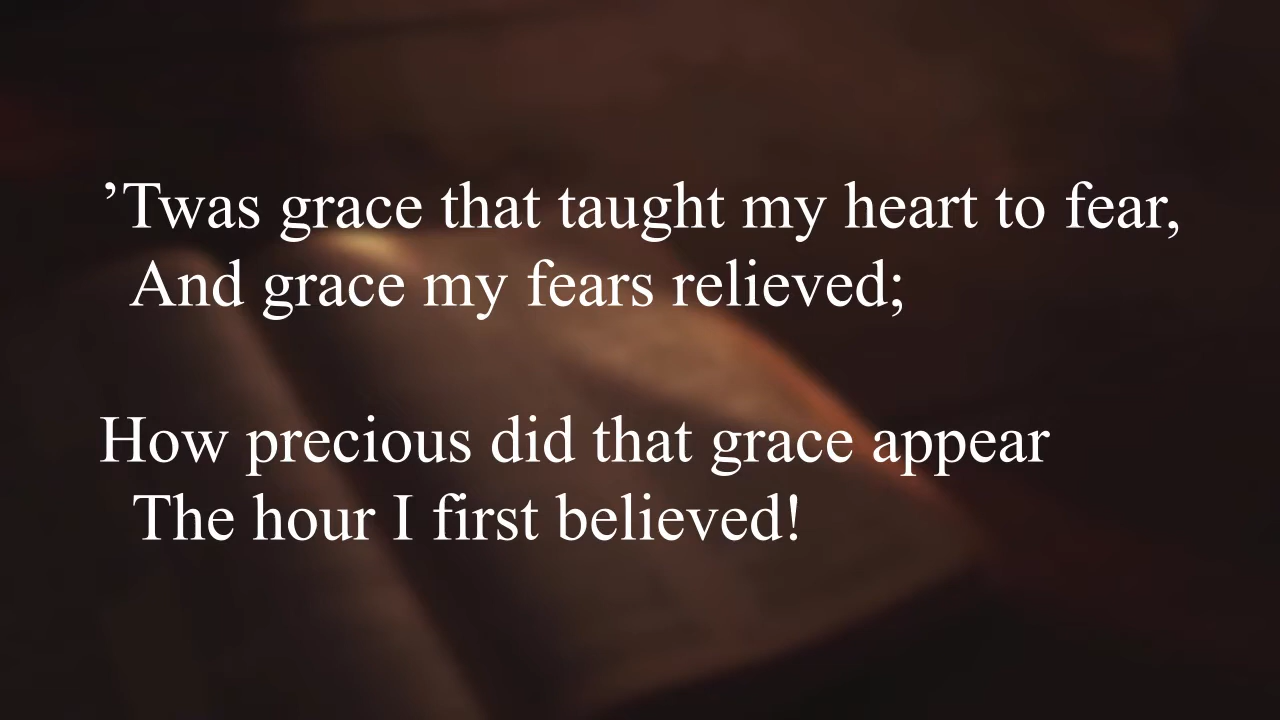 ’Twas grace that taught my heart to fear,
And grace my fears relieved;
How precious did that grace appear
The hour I first believed!